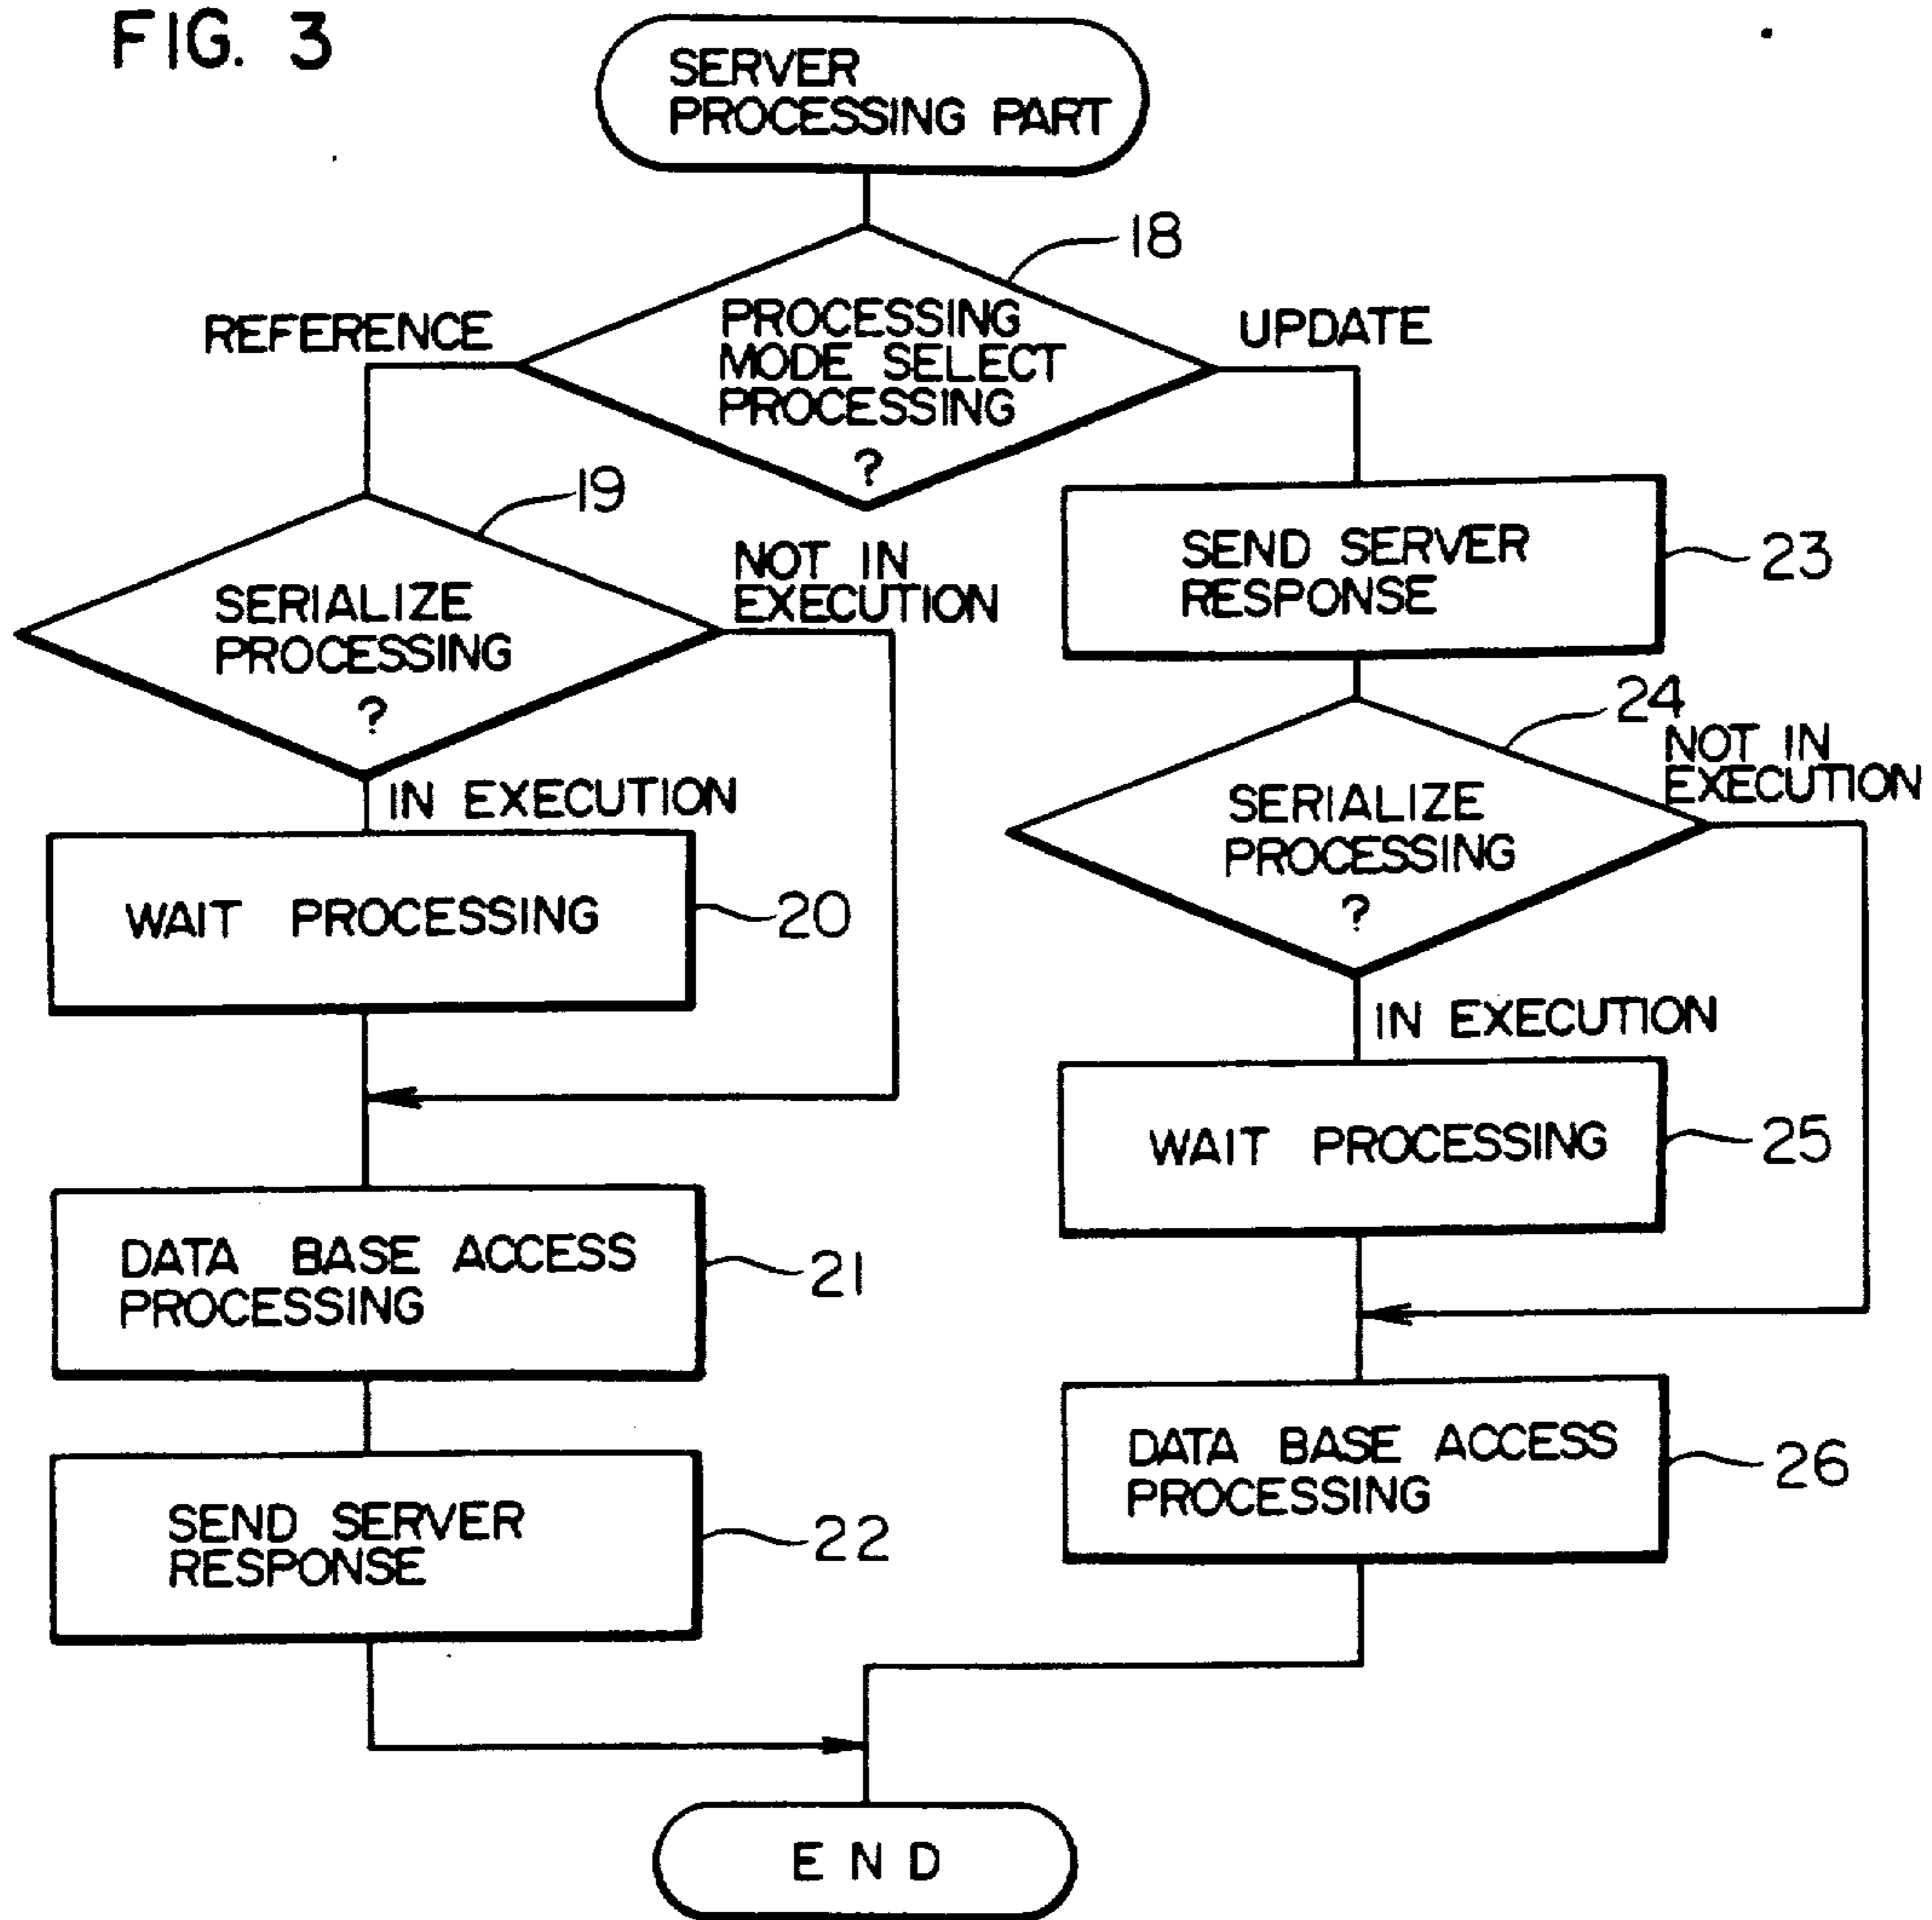 FIG. 3
SERVER
PROCESSING PART
18
REFERENCE
PROCESSING
MODE SELECT
PROCESSING
?
UPDATE
19
SERIALIZE
PROCESSING
?
NOT IN
EXECUTION
IN EXECUTION
WAIT PROCESSING
20
DATA BASE ACCESS
PROCESSING
21
SEND SERVER
RESPONSE
22
SEND SERVER
RESPONSE
23
24
SERIALIZE
PROCESSING
?
NOT IN
EXECUTION
IN EXECUTION
WAIT PROCESSING
25
DATA BASE ACCESS
PROCESSING
26
END